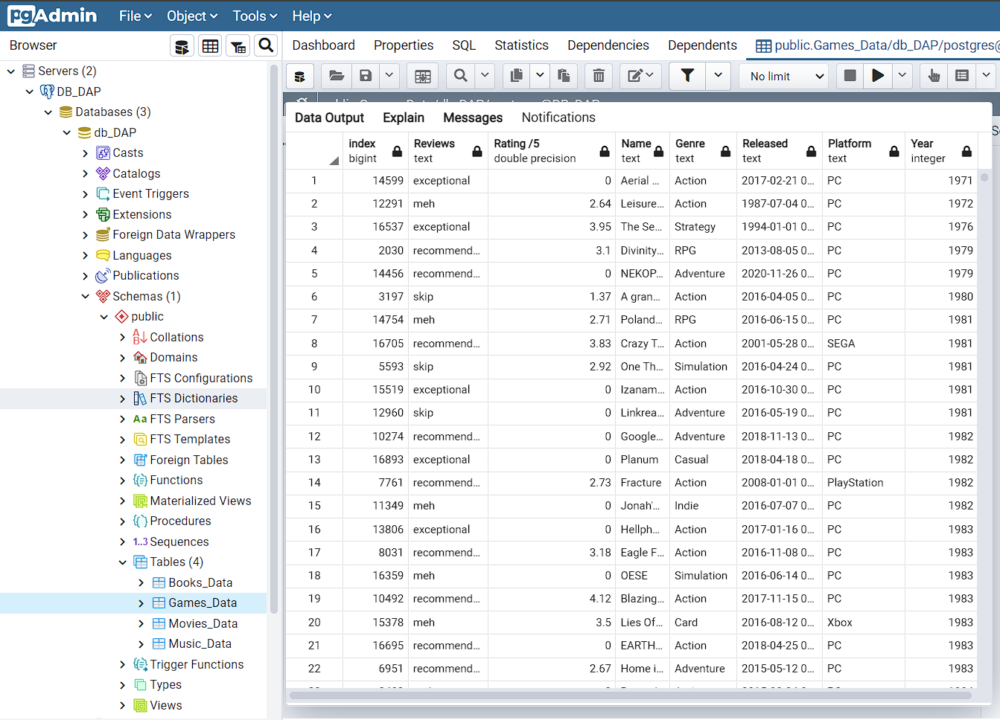 pgAdmin File Object Tools Help
Browser
Dashboard Properties SQL Statistics Dependencies Dependents public.Games_Data/db_DAP/postgres@
No limit
Servers (2)
DB_DAP
Databases (3)
db_DAP
Casts
Catalogs
Event Triggers
Extensions
Foreign Data Wrappers
Languages
Publications
Schemas (1)
public
Collations
Domains
FTS Configurations
FTS Dictionaries
Aa FTS Parsers
FTS Templates
Foreign Tables
Functions
Materialized Views
Procedures
1..3 Sequences
Tables (4)
Books_Data
Games_Data
Movies_Data
Music_Data
Trigger Functions
Types
Views
Data Output Explain Messages Notifications
index Reviews Rating /5 Name Genre Released Platform Year
bigint text double precision text text text text integer
1 14599 exceptional 0 Aerial ... Action 2017-02-21 0... PC 1971
2 12291 meh 2.64 Leisure... Action 1987-07-04 0... PC 1972
3 16537 exceptional 3.95 The Se... Strategy 1994-01-01 0... PC 1976
4 2030 recommend... 3.1 Divinity... RPG 2013-08-05 0... PC 1979
5 14456 recommend... 0 NEKOP... Adventure 2020-11-26 0... PC 1979
6 3197 skip 1.37 A gran... Action 2016-04-05 0... PC 1980
7 14754 meh 2.71 Poland... RPG 2016-06-15 0... PC 1981
8 16705 recommend... 3.83 Crazy T... Action 2001-05-28 0... SEGA 1981
9 5593 skip 2.92 One Th... Simulation 2016-04-24 0... PC 1981
10 15519 exceptional 0 Izanam... Action 2016-10-30 0... PC 1981
11 12960 skip 0 Linkrea... Adventure 2016-05-19 0... PC 1981
12 10274 recommend... 0 Google... Adventure 2018-11-13 0... PC 1982
13 16893 exceptional 0 Planum Casual 2018-04-18 0... PC 1982
14 7761 recommend... 2.73 Fracture Action 2008-01-01 0... PlayStation 1982
15 11349 meh 0 Jonah'... Indie 2016-07-07 0... PC 1982
16 13806 exceptional 0 Hellph... Action 2017-01-16 0... PC 1983
17 8031 recommend... 3.18 Eagle F... Action 2016-11-08 0... PC 1983
18 16359 meh 0 OESE Simulation 2016-06-14 0... PC 1983
19 10492 recommend... 4.12 Blazing... Action 2017-11-15 0... PC 1983
20 15378 meh 3.5 Lies Of... Card 2016-08-12 0... Xbox 1983
21 16695 recommend... 0 EARTH... Action 2018-04-25 0... PC 1983
22 6951 recommend... 2.67 Home i... Adventure 2015-05-12 0... PC 1983